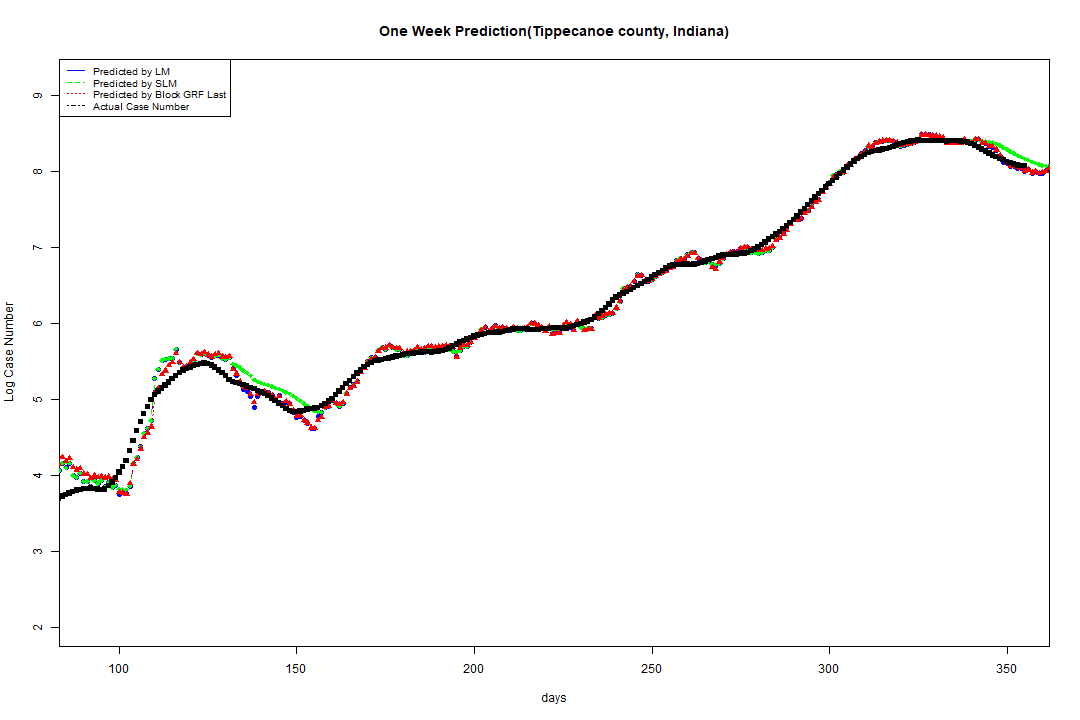 One Week Prediction(Tippecanoe county, Indiana)
Predicted by LM
Predicted by SLM
Predicted by Block GRF Last
Actual Case Number
9
8
7
6
5
4
3
2
Log Case Number
100 150 200 250 300 350
days